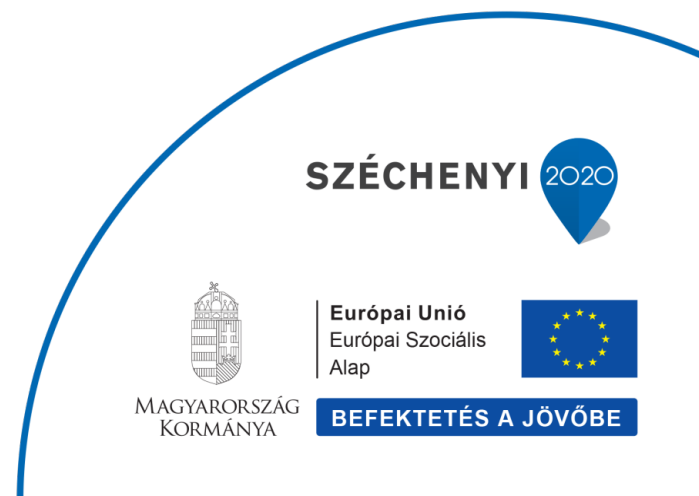 SZÉCHENYI 2020
Európai Unió
Európai Szociális
Alap
MAGYARORSZÁG
KORMÁNYA
BEFEKTETÉS A JÖVŐBE